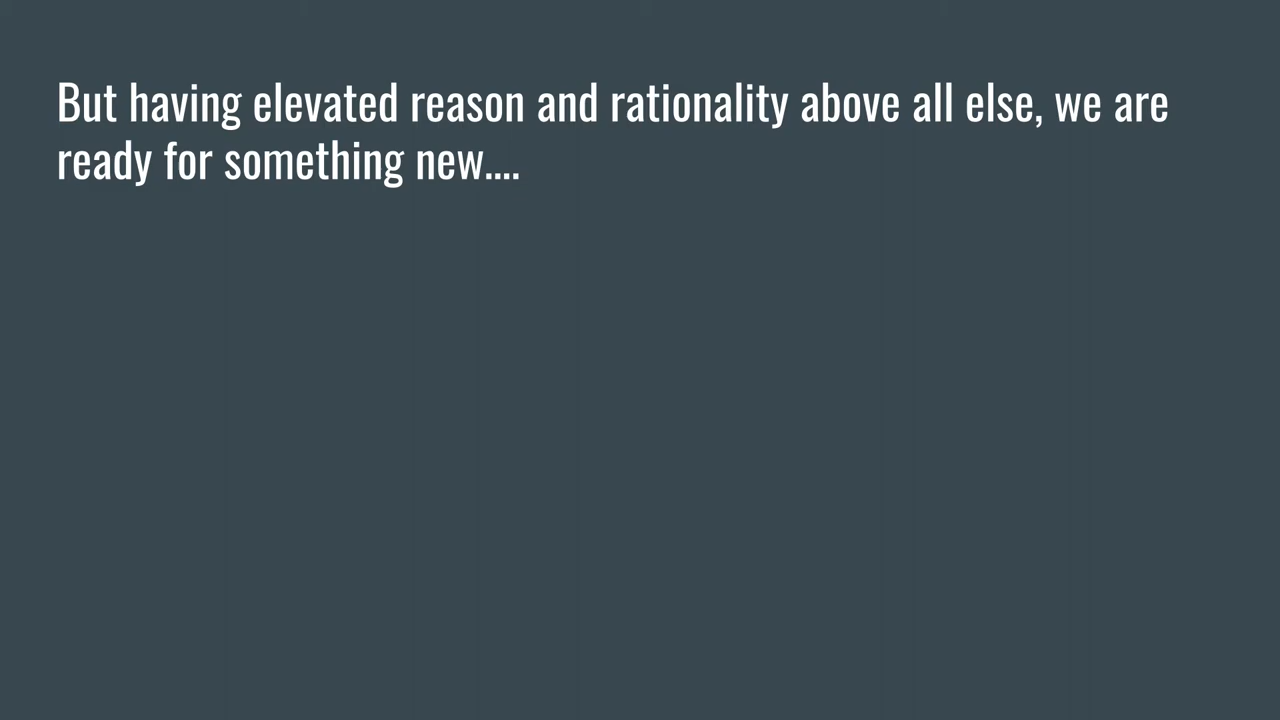 But having elevated reason and rationality above all else, we are
ready for something new....